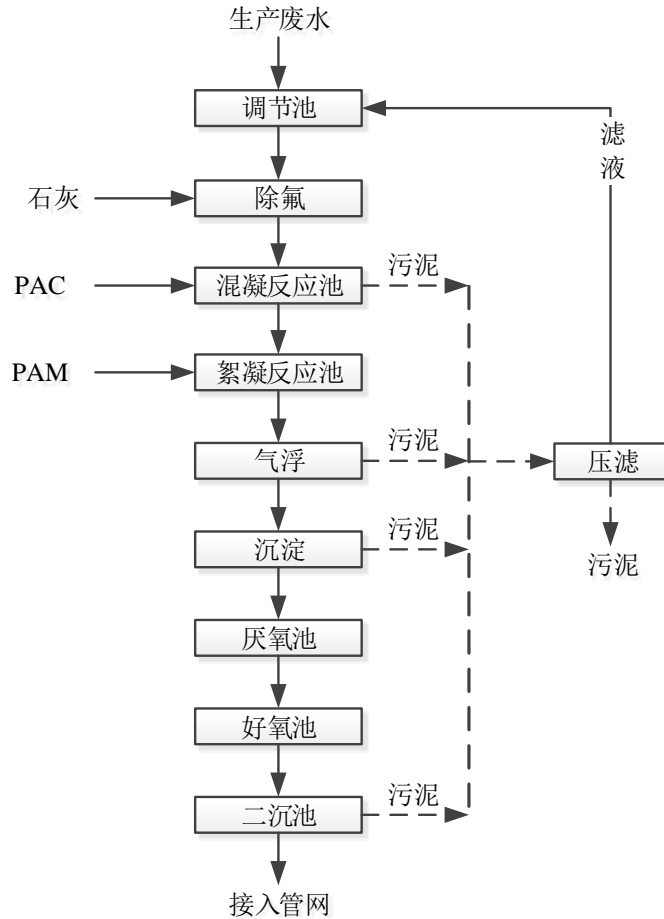 生产废水
调节池
滤液
石灰
除氟
PAC
混凝反应池
污泥
PAM
絮凝反应池
气浮
污泥
压滤
沉淀
污泥
污泥
厌氧池
好氧池
二沉池
污泥
接入管网